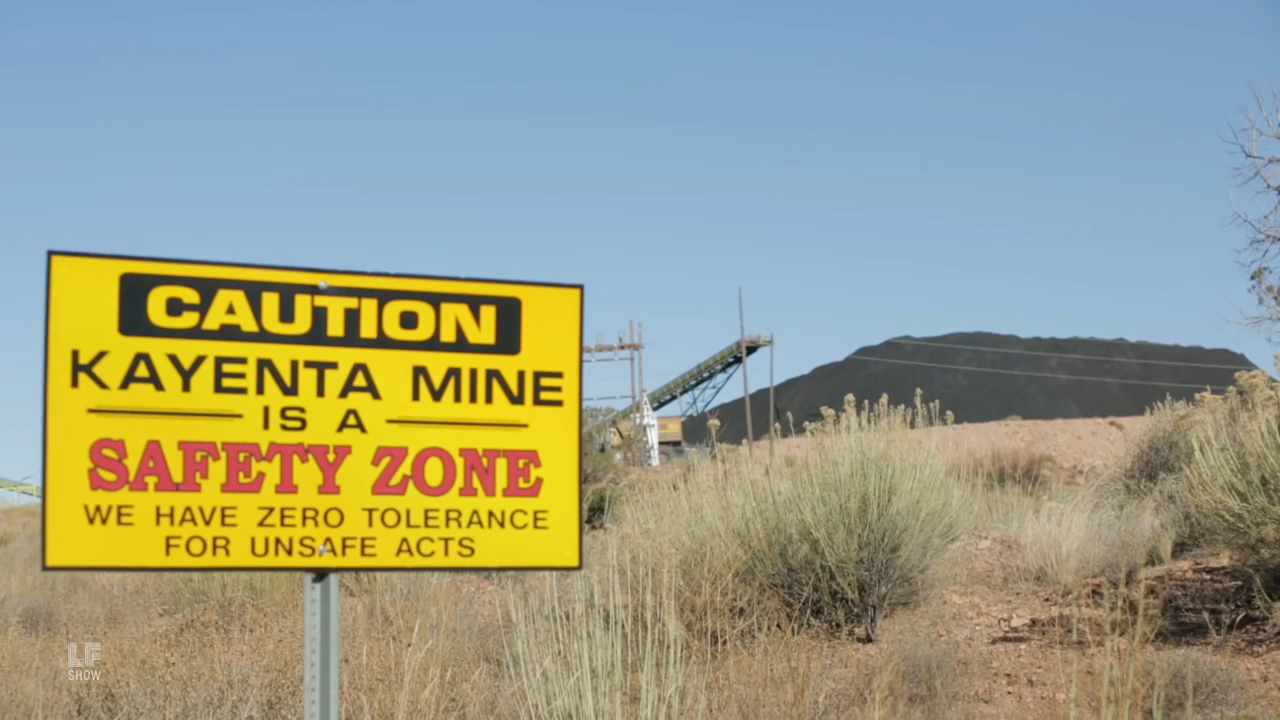 CAUTION
KAYENTA MINE
IS A
SAFETY ZONE
WE HAVE ZERO TOLERANCE
FOR UNSAFE ACTS
LF
SHOW